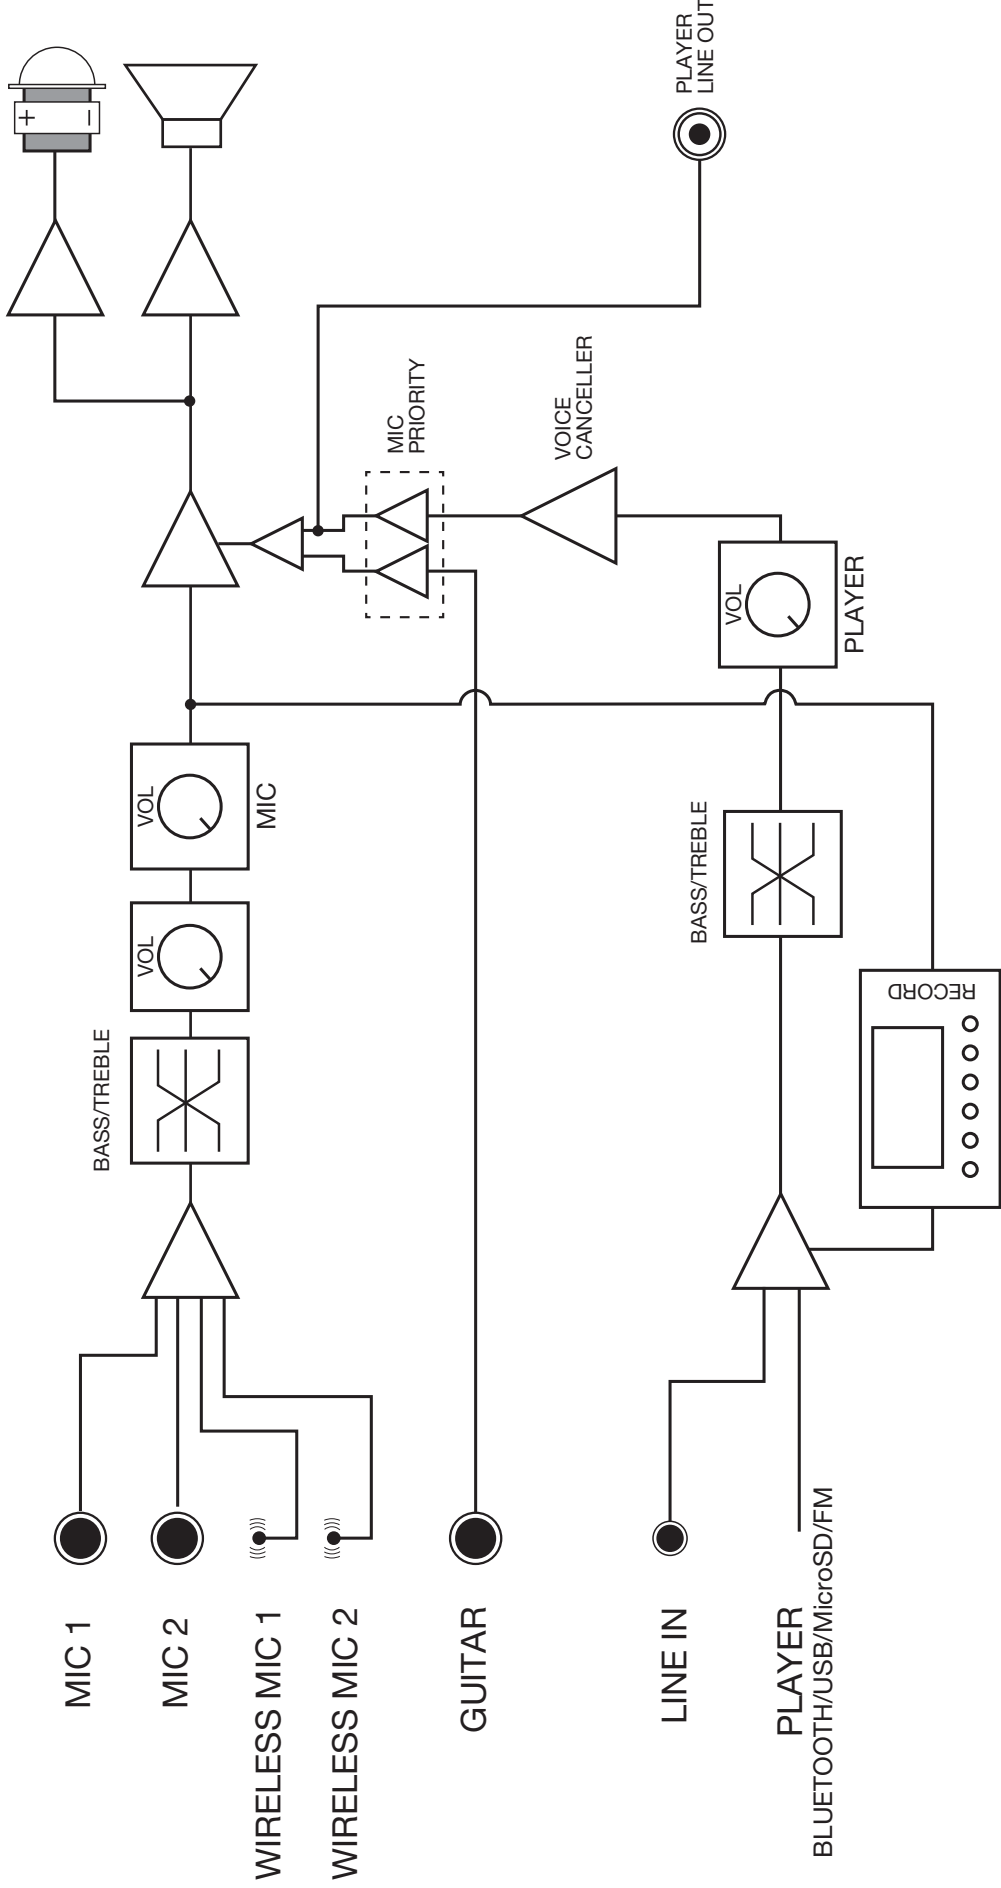 MIC 1
MIC 2
WIRELESS MIC 1
WIRELESS MIC 2
GUITAR
LINE IN
PLAYER
BLUETOOTH/USB/MicroSD/FM
BASS/TREBLE
VOL
VOL
MIC
BASS/TREBLE
RECORD
VOL
PLAYER
VOICE
CANCELLER
MIC
PRIORITY
PLAYER
LINE OUT
+
−